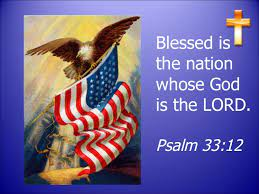 Blessed is
the nation
whose God
is the LORD.
Psalm 33:12